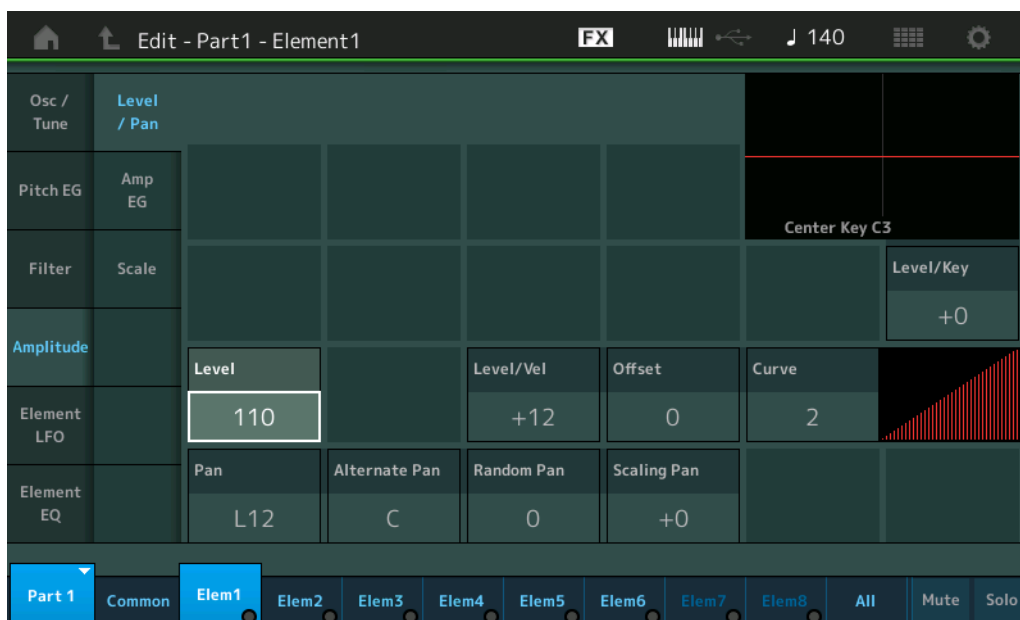 Edit - Part1 - Element1 FX ♩ 140
Osc / Tune
Level / Pan
Pitch EG
Amp EG
Center Key C3
Filter
Scale
Level/Key
+0
Amplitude
Level
Level/Vel
Offset
Curve
110
+12
0
2
Element LFO
Pan
Alternate Pan
Random Pan
Scaling Pan
Element EQ
L12
C
0
+0
Part 1 Common Elem1 Elem2 Elem3 Elem4 Elem5 Elem6 Elem7 Elem8 All Mute Solo